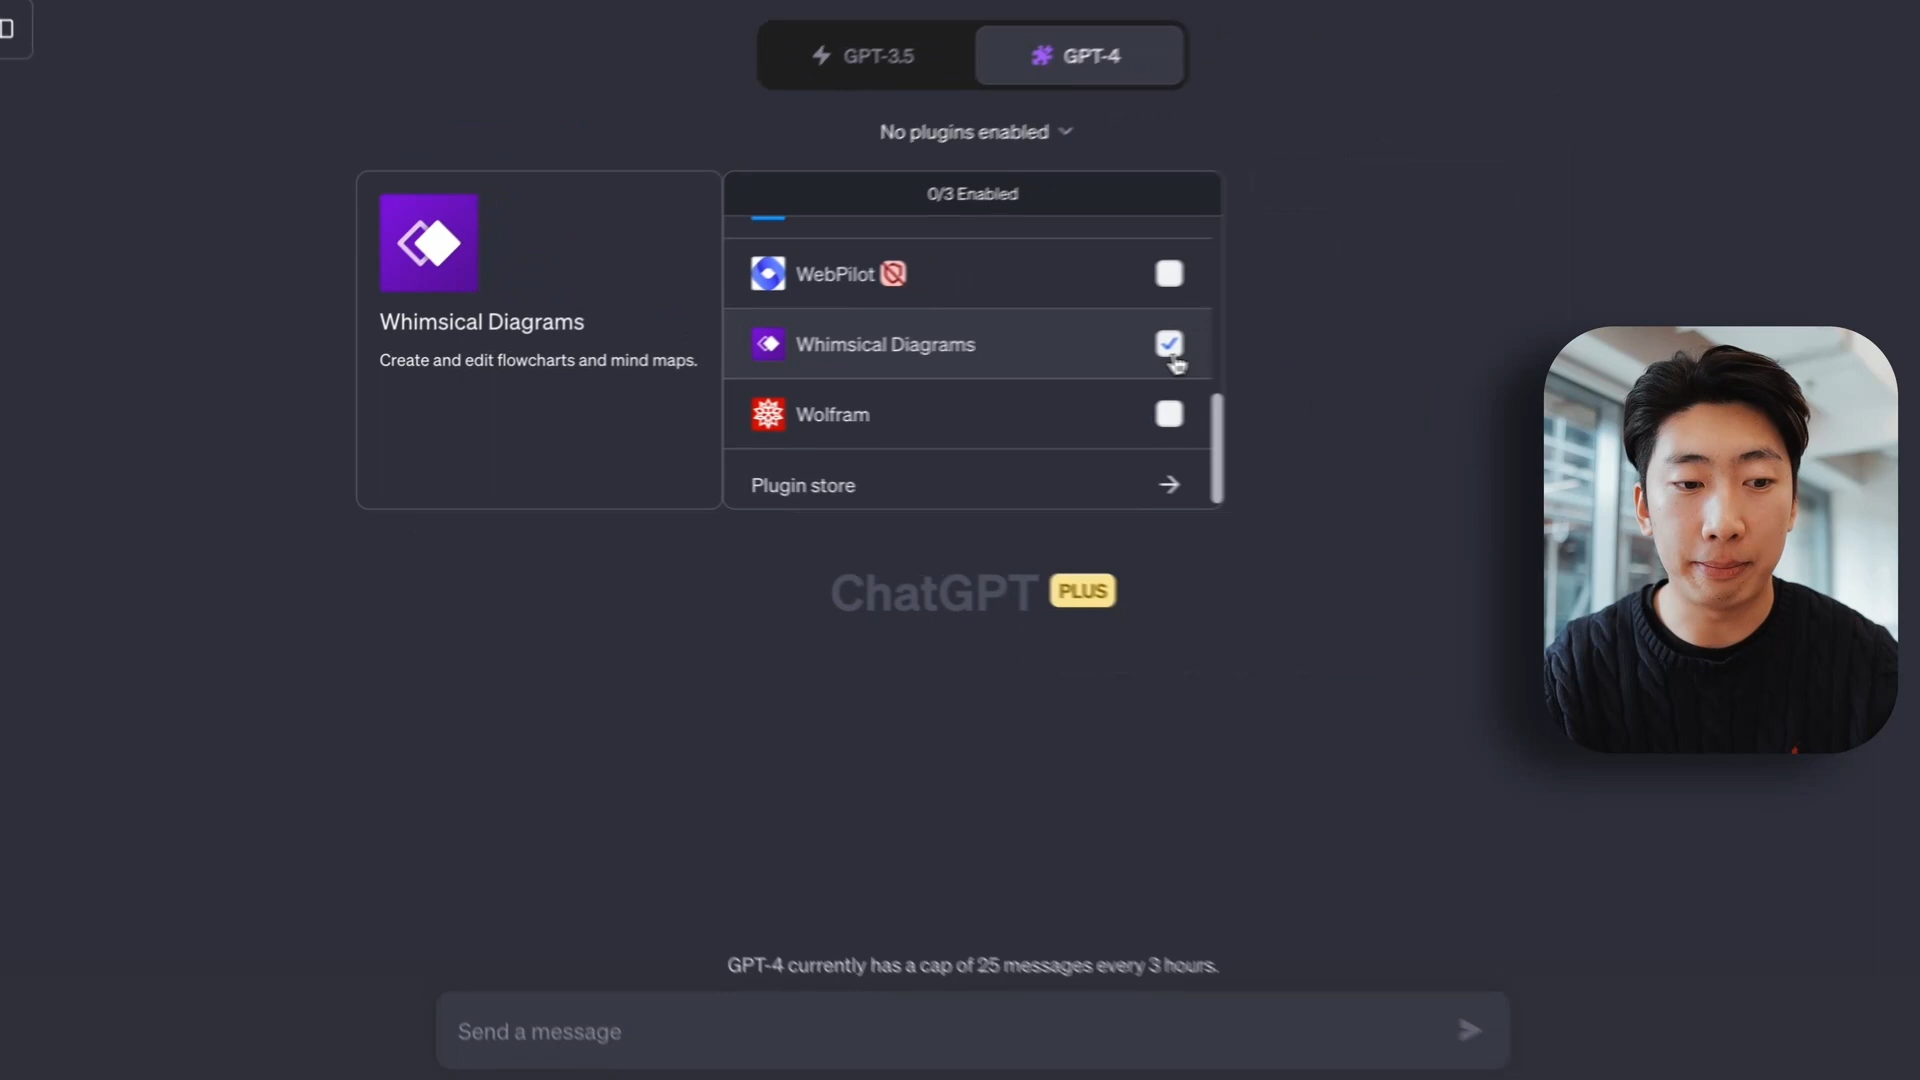 GPT-3.5
GPT-4
No plugins enabled
0/3 Enabled
Whimsical Diagrams
Create and edit flowcharts and mind maps.
WebPilot
Whimsical Diagrams
Wolfram
Plugin store
ChatGPT PLUS
GPT-4 currently has a cap of 25 messages every 3 hours.
Send a message